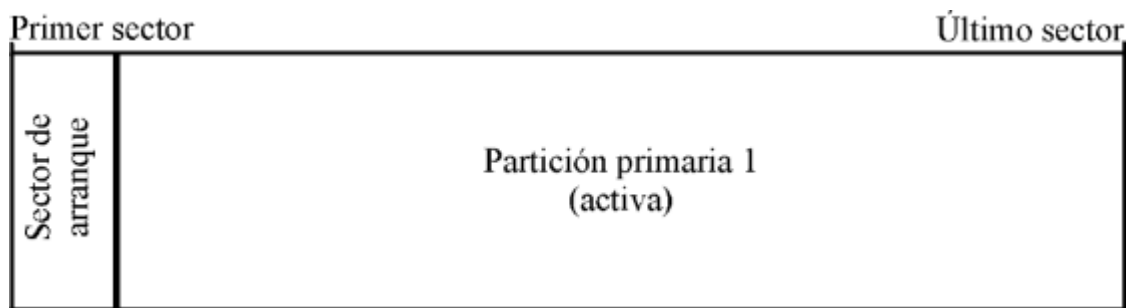 Primer sector
Último sector
Sector de
arranque
Partición primaria 1
(activa)